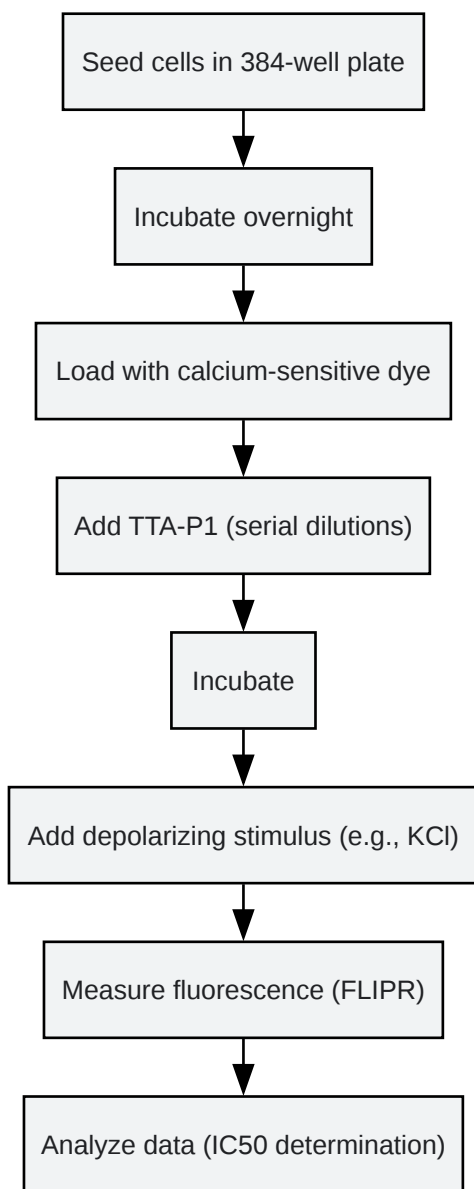 Seed cells in 384-well plate
Incubate overnight
Load with calcium-sensitive dye
Add TTA-P1 (serial dilutions)
Incubate
Add depolarizing stimulus (e.g., KCl)
Measure fluorescence (FLIPR)
Analyze data (IC50 determination)